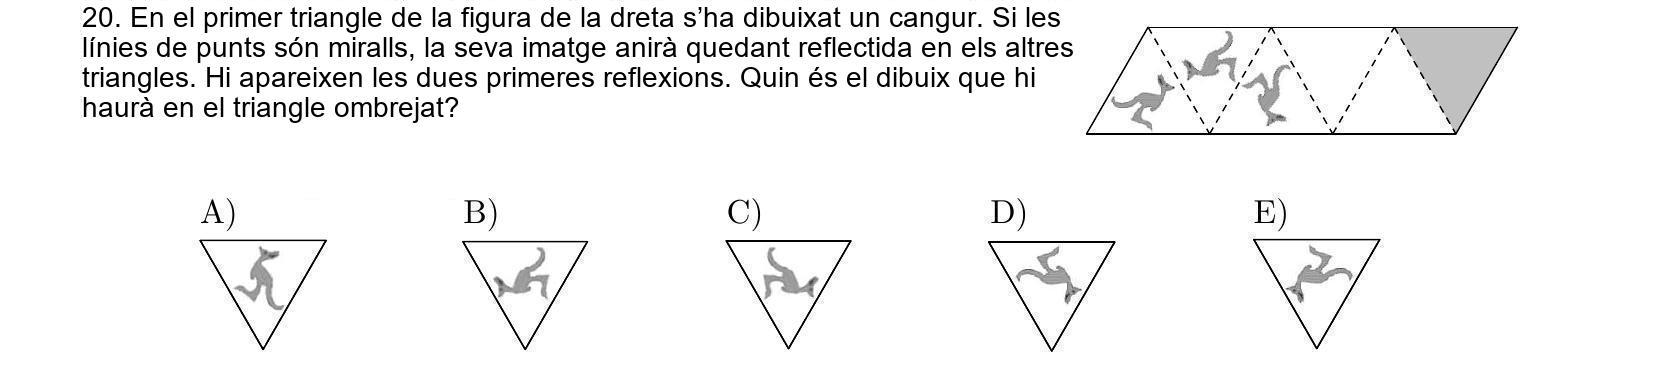 20. En el primer triangle de la figura de la dreta s’ha dibuixat un cangur. Si les
línies de punts són miralls, la seva imatge anirà quedant reflectida en els altres
triangles. Hi apareixen les dues primeres reflexions. Quin és el dibuix que hi
haurà en el triangle ombrejat?
A) B) C) D) E)